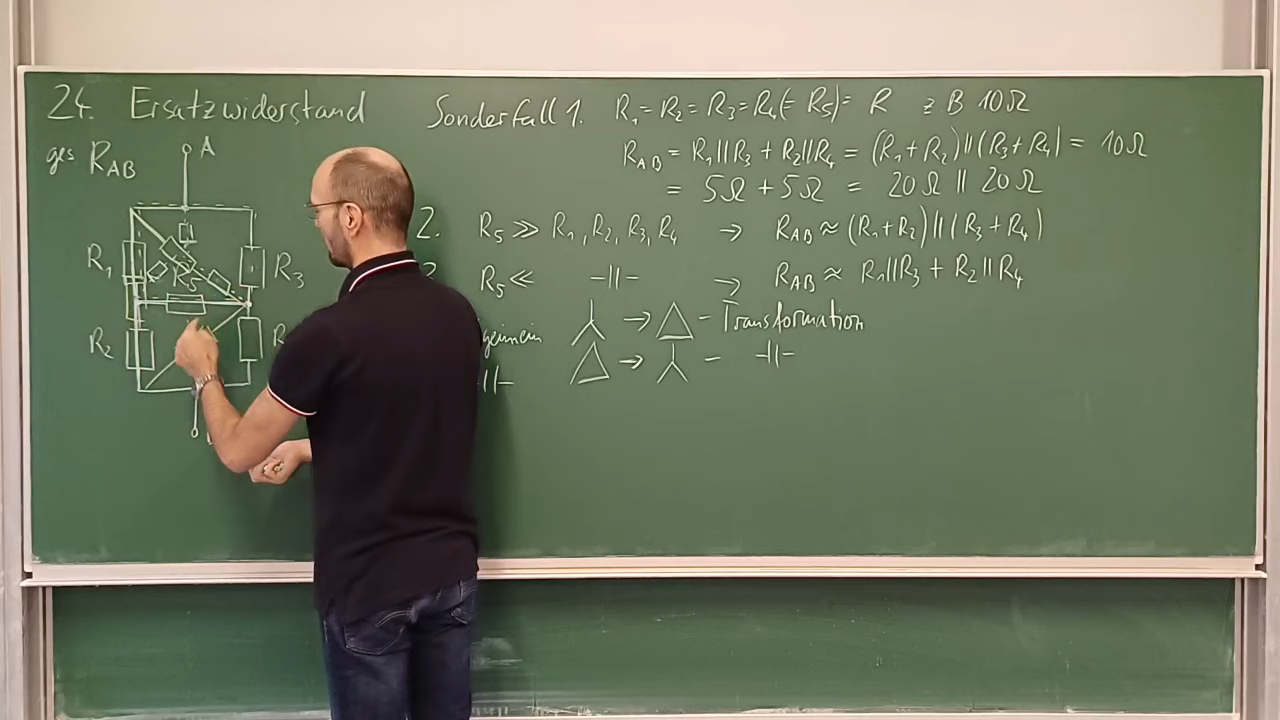 24. Ersatzwiderstand
ges R_AB
A
R₁
R₅
R₃
R₂
R
Sonderfall 1. R₁ = R₂ = R₃ = R₄ (= R₅) = R z B 10Ω
R_AB = R₁||R₃ + R₂||R₄ = (R₁+R₂)||(R₃+R₄) = 10Ω
= 5Ω + 5Ω = 20Ω || 20Ω
2. R₅ ≫ R₁, R₂, R₃, R₄ → R_AB ≈ (R₁+R₂)||(R₃+R₄)
R₅ ≪ -||- → R_AB ≈ R₁||R₃ + R₂||R₄
gemein → △ - Transformation
-||- △ → - -||-